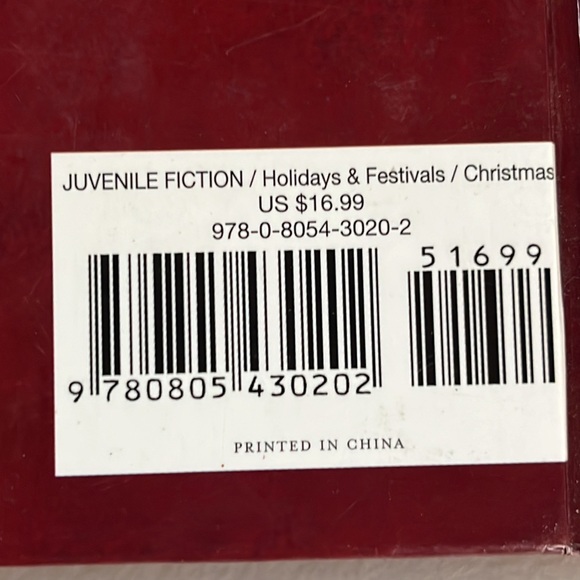 JUVENILE FICTION / Holidays & Festivals / Christmas
US $16.99
978-0-8054-3020-2
51699
9 780805 430202
PRINTED IN CHINA